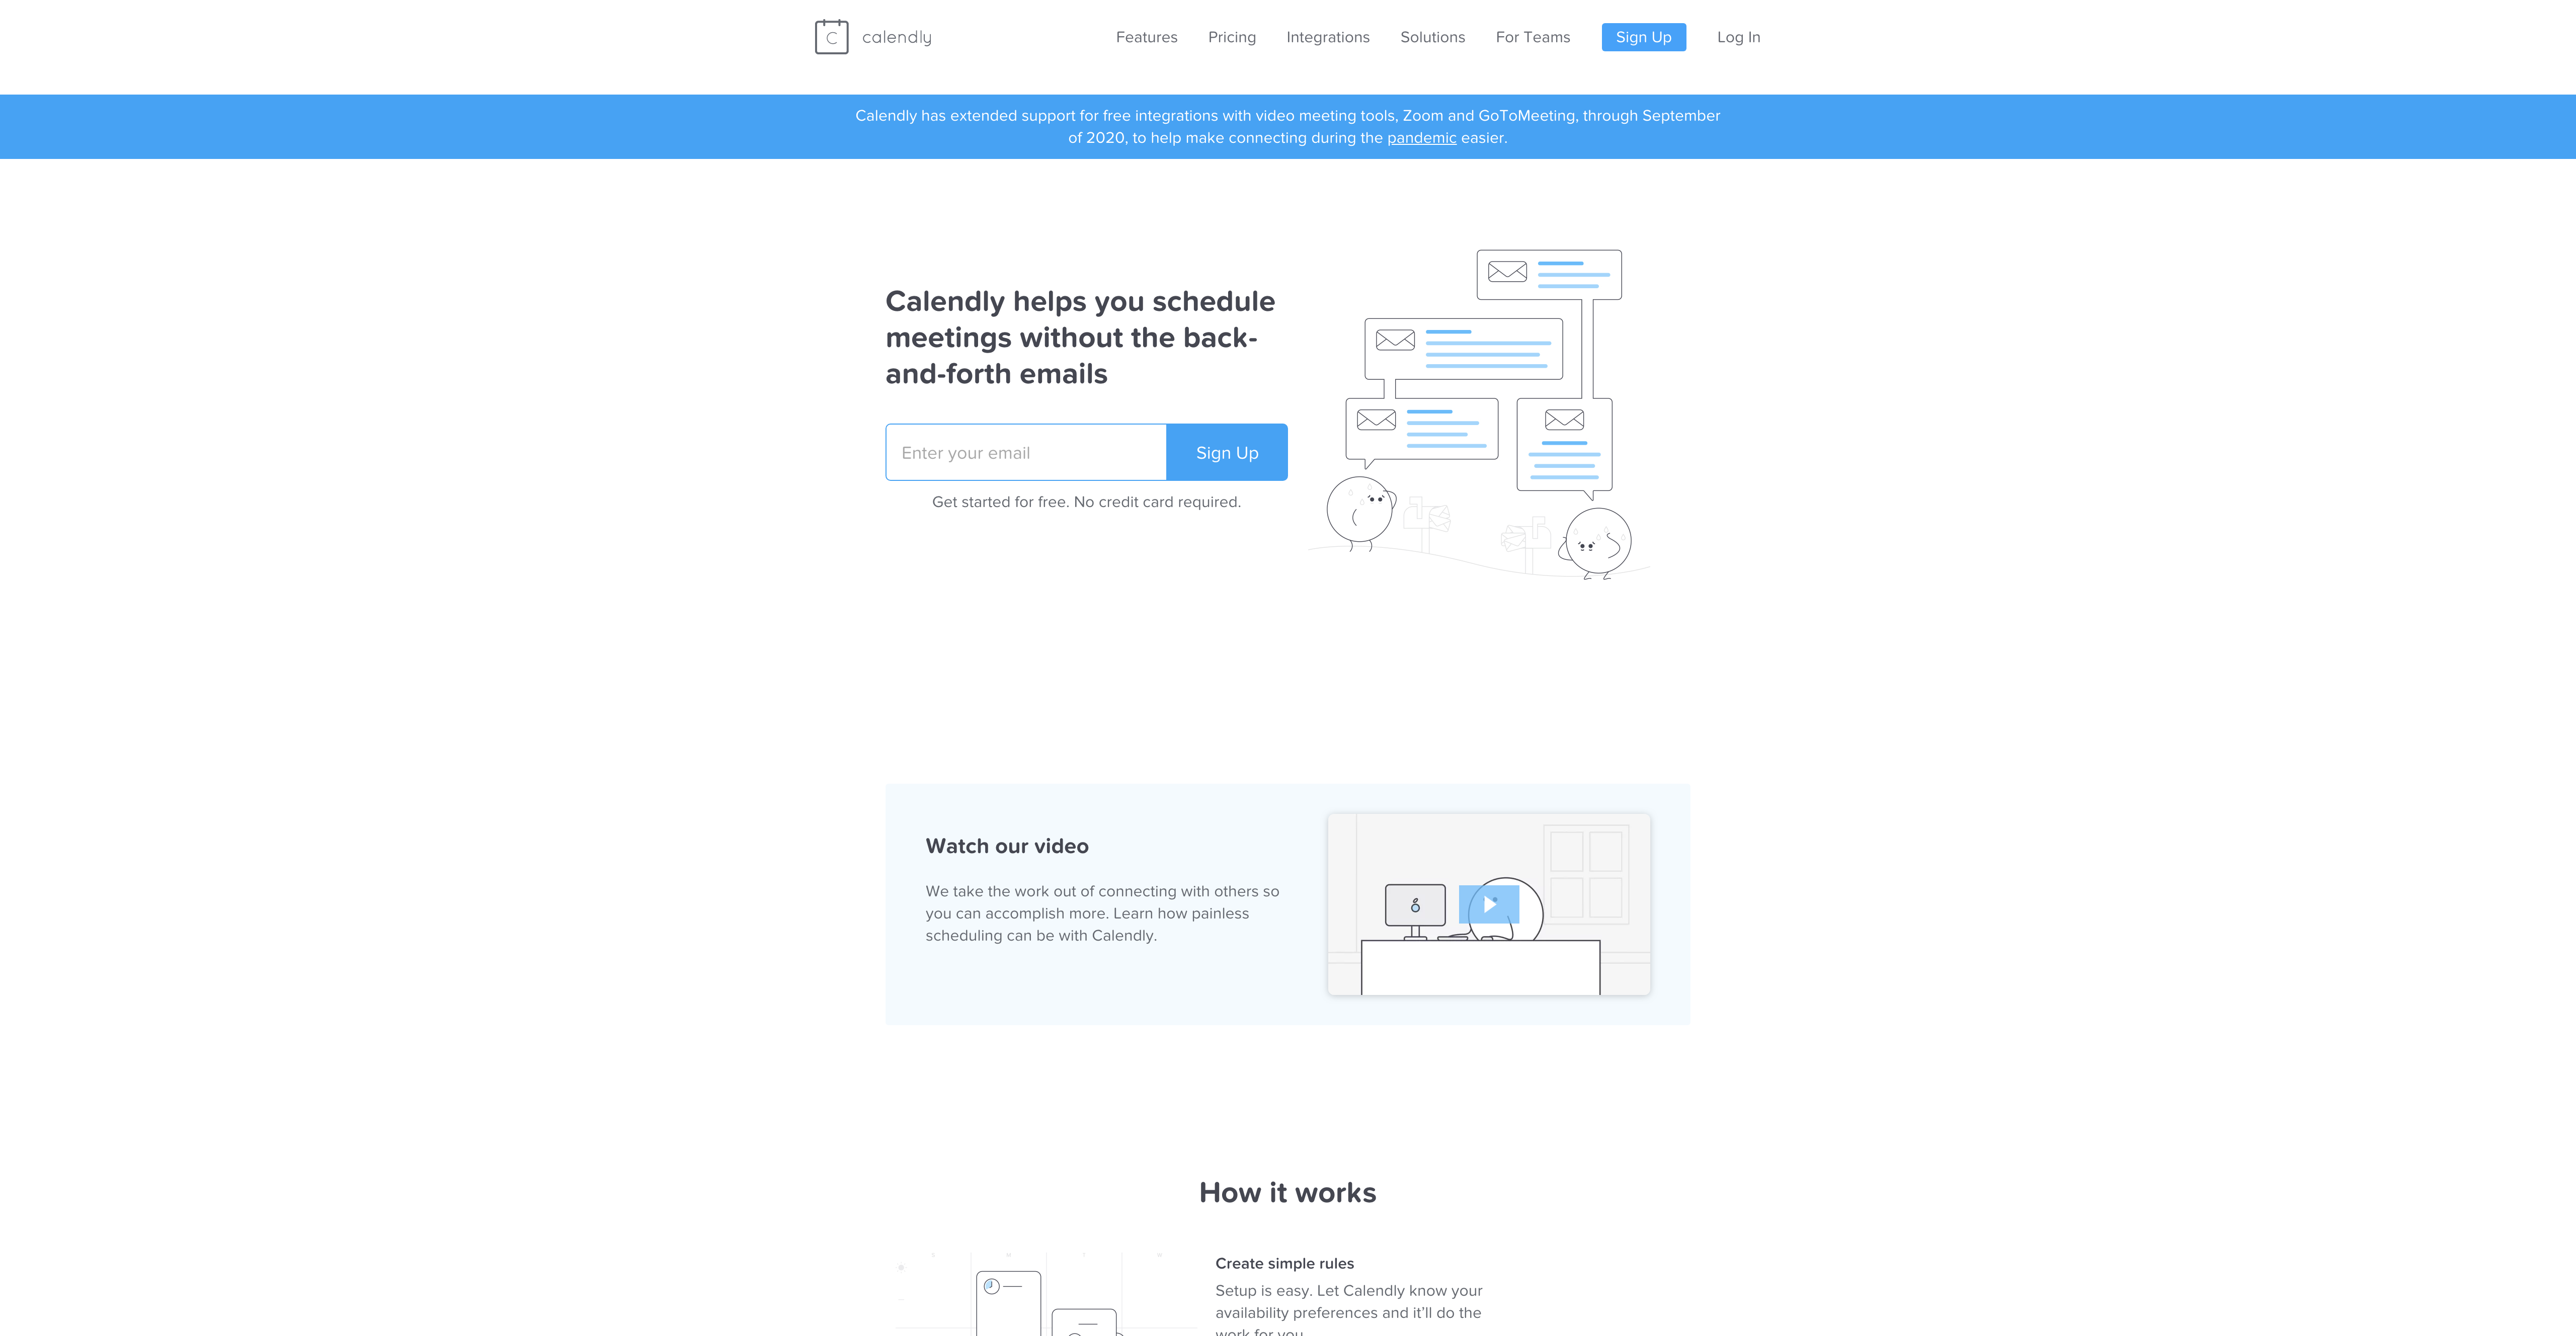 C
calendly
Features
Pricing
Integrations
Solutions
For Teams
Sign Up
Log In
Calendly has extended support for free integrations with video meeting tools, Zoom and GoToMeeting, through September
of 2020, to help make connecting during the pandemic easier.
Calendly helps you schedule
meetings without the back-
and-forth emails
Enter your email
Sign Up
Get started for free. No credit card required.
Watch our video
We take the work out of connecting with others so
you can accomplish more. Learn how painless
scheduling can be with Calendly.
How it works
Create simple rules
Setup is easy. Let Calendly know your
availability preferences and it’ll do the
work for you